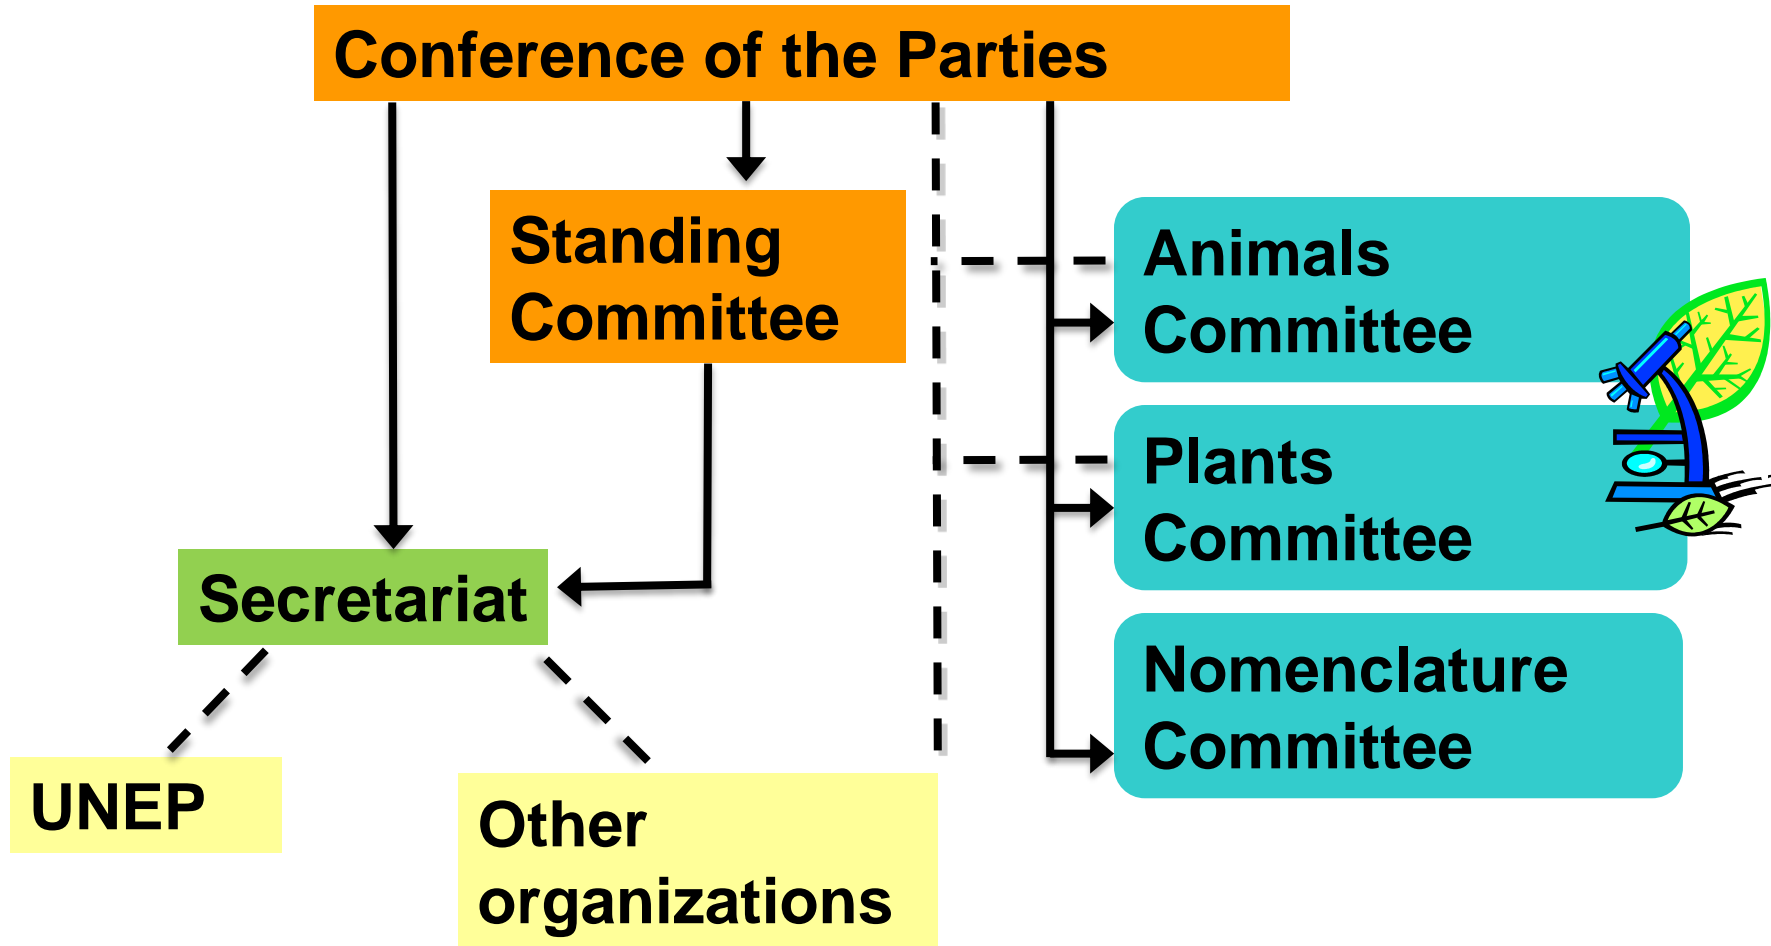 Conference of the Parties
Standing
Committee
Animals
Committee
Plants
Committee
Secretariat
Nomenclature
Committee
UNEP
Other
organizations